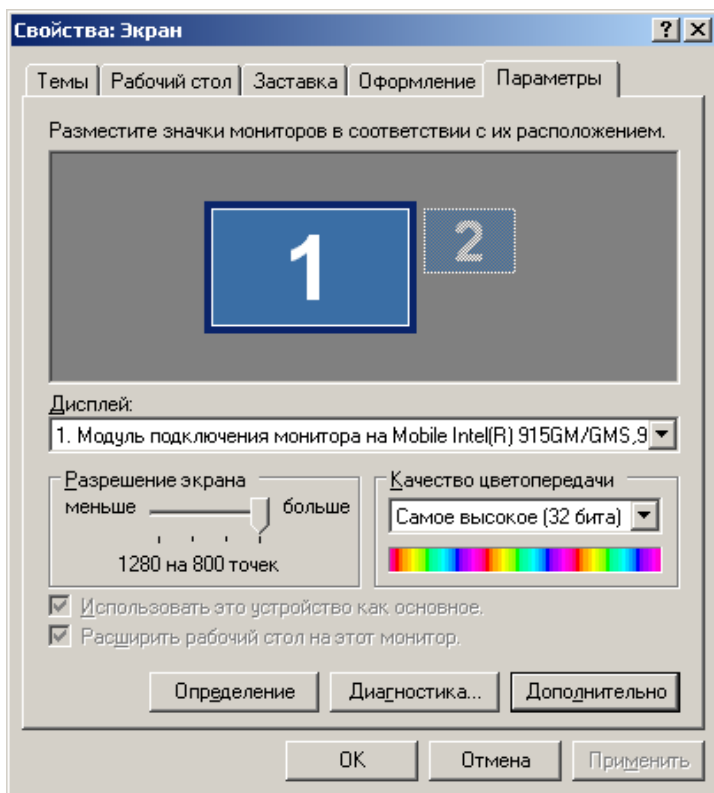 Свойства: Экран
Темы Рабочий стол Заставка Оформление Параметры
Разместите значки мониторов в соответствии с их расположением.
1 2
Дисплей:
1. Модуль подключения монитора на Mobile Intel(R) 915GM/GMS,9
Разрешение экрана
меньше больше
1280 на 800 точек
Качество цветопередачи
Самое высокое (32 бита)
Использовать это устройство как основное.
Расширить рабочий стол на этот монитор.
Определение Диагностика... Дополнительно
ОК Отмена Применить